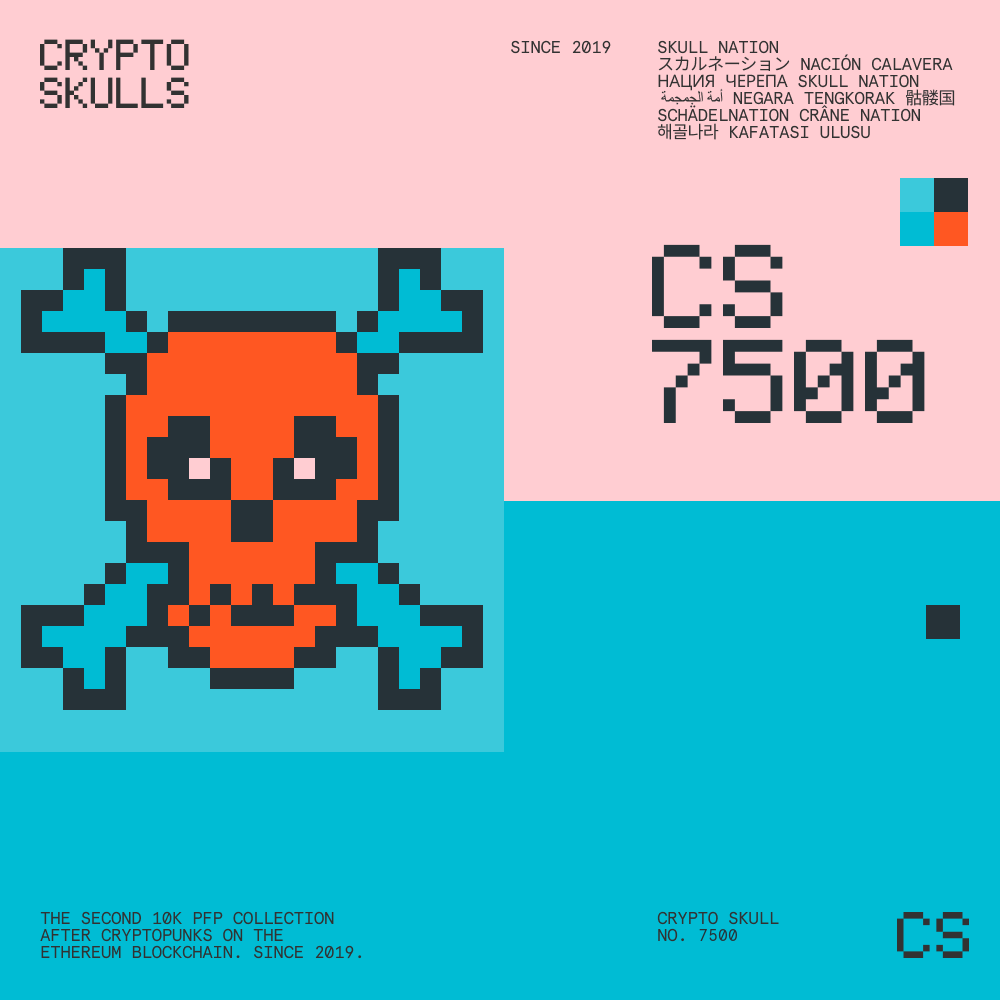 CRYPTO
SKULLS
SINCE 2019
SKULL NATION
スカルネーション NACIÓN CALAVERA
НАЦИЯ ЧЕРЕПА SKULL NATION
أمة الجمجمة NEGARA TENGKORAK 骷髅国
SCHÄDELNATION CRÂNE NATION
해골나라 KAFATASI ULUSU
CS
7500
THE SECOND 10K PFP COLLECTION
AFTER CRYPTOPUNKS ON THE
ETHEREUM BLOCKCHAIN. SINCE 2019.
CRYPTO SKULL
NO. 7500
CS